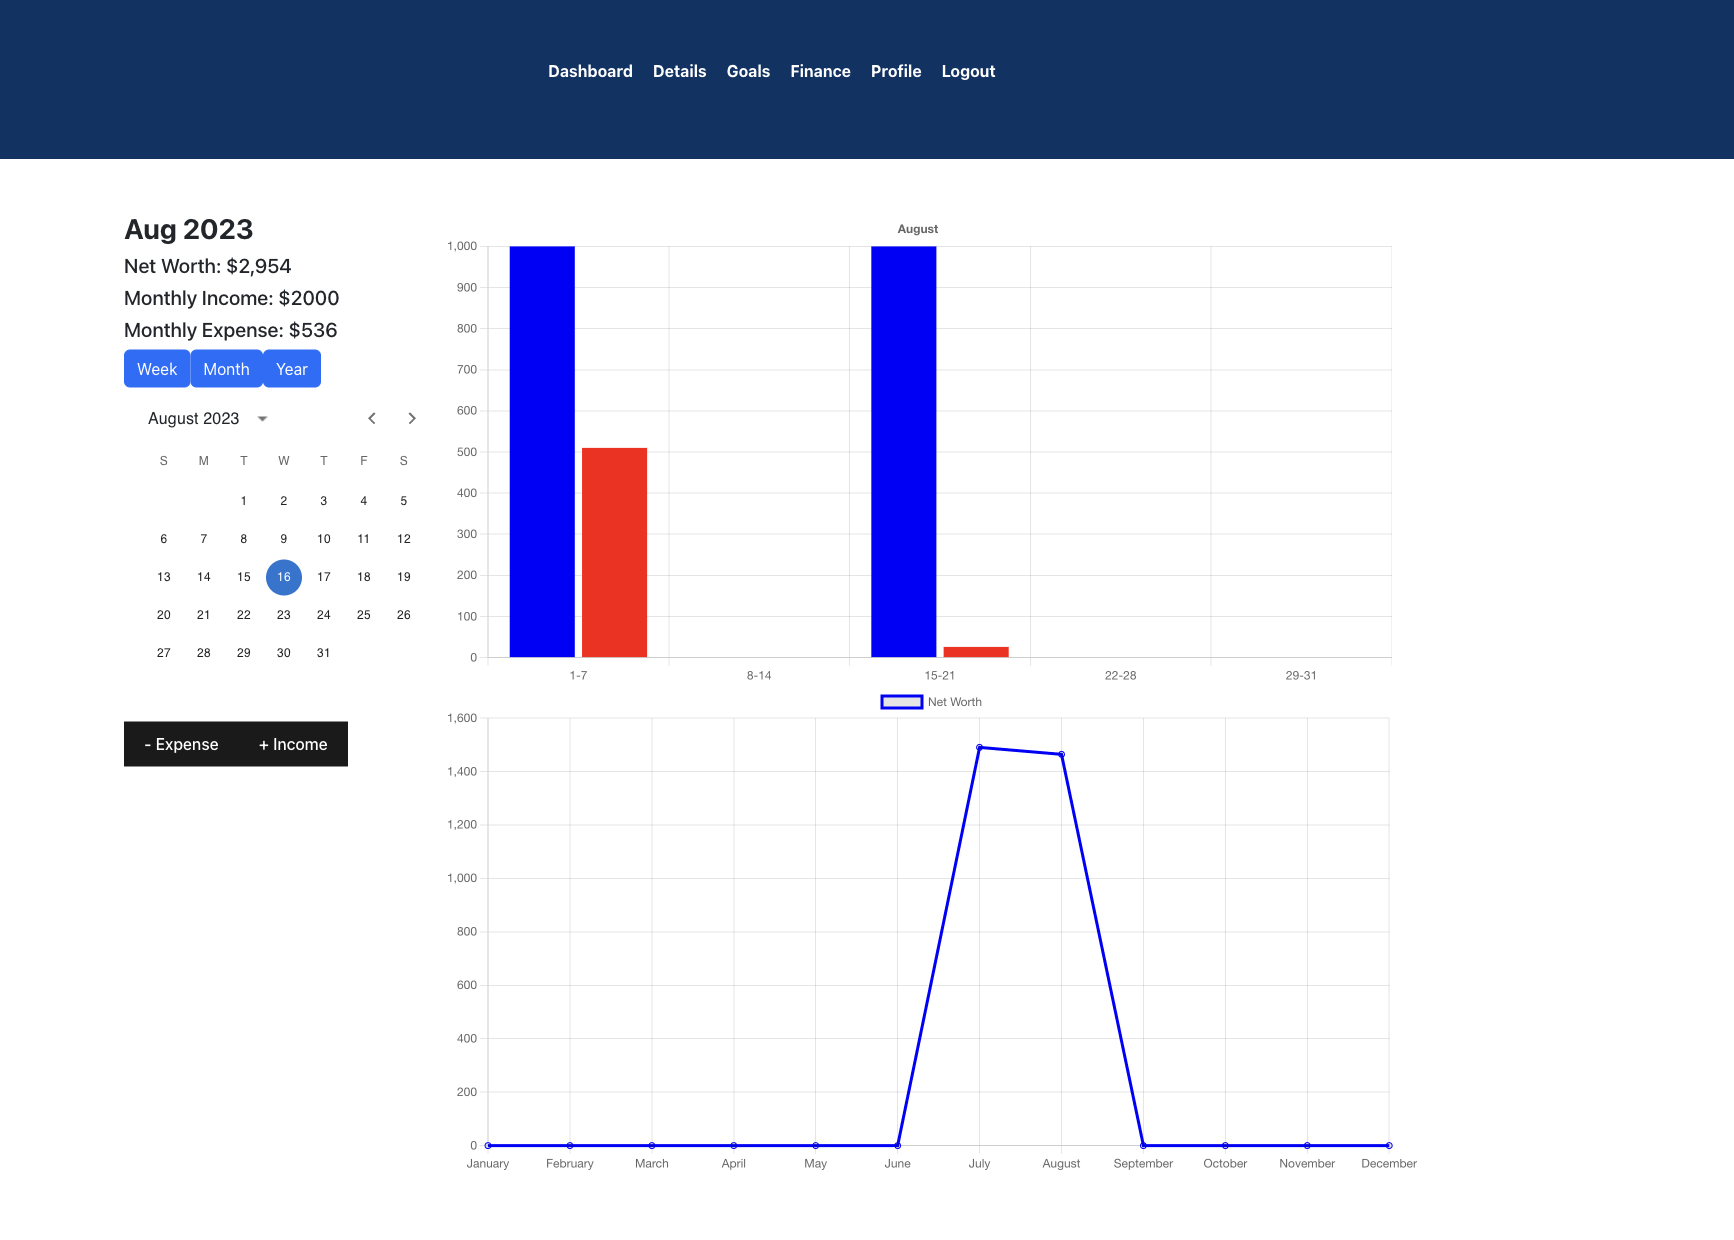 Dashboard Details Goals Finance Profile Logout
Aug 2023
Net Worth: $2,954
Monthly Income: $2000
Monthly Expense: $536
Week Month Year
August 2023
S M T W T F S
1 2 3 4 5
6 7 8 9 10 11 12
13 14 15 16 17 18 19
20 21 22 23 24 25 26
27 28 29 30 31
- Expense + Income
August
1,000
900
800
700
600
500
400
300
200
100
0
1-7 8-14 15-21 22-28 29-31
Net Worth
1,600
1,400
1,200
1,000
800
600
400
200
0
January February March April May June July August September October November December